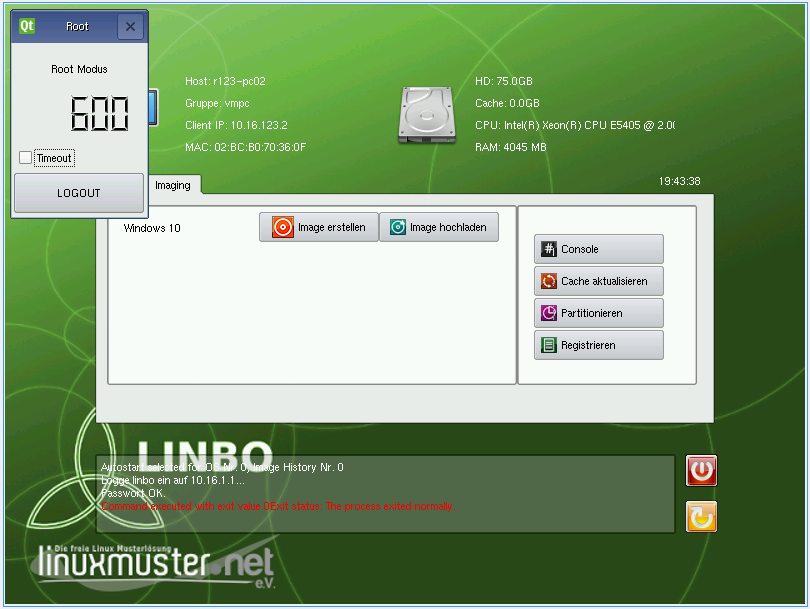 Qt Root
Root Modus
600
Timeout
LOGOUT
Host: r123-pc02
Gruppe: vmpc
Client IP: 10.16.123.2
MAC: 02:BC:B0:70:36:0F
HD: 75.0GB
Cache: 0.0GB
CPU: Intel(R) Xeon(R) CPU E5405 @ 2.0(
RAM: 4045 MB
Imaging
19:43:38
Windows 10
Image erstellen
Image hochladen
Console
Cache aktualisieren
Partitionieren
Registrieren
LINBO
Autostart selected for OS Nr. 0, Image History Nr. 0
Logge linbo ein auf 10.16.1.1...
Passwort OK.
Command executed with exit value 0Exit status: The process exited normally.
Die freie Linux Musterlösung
linuxmuster.net
e.V.